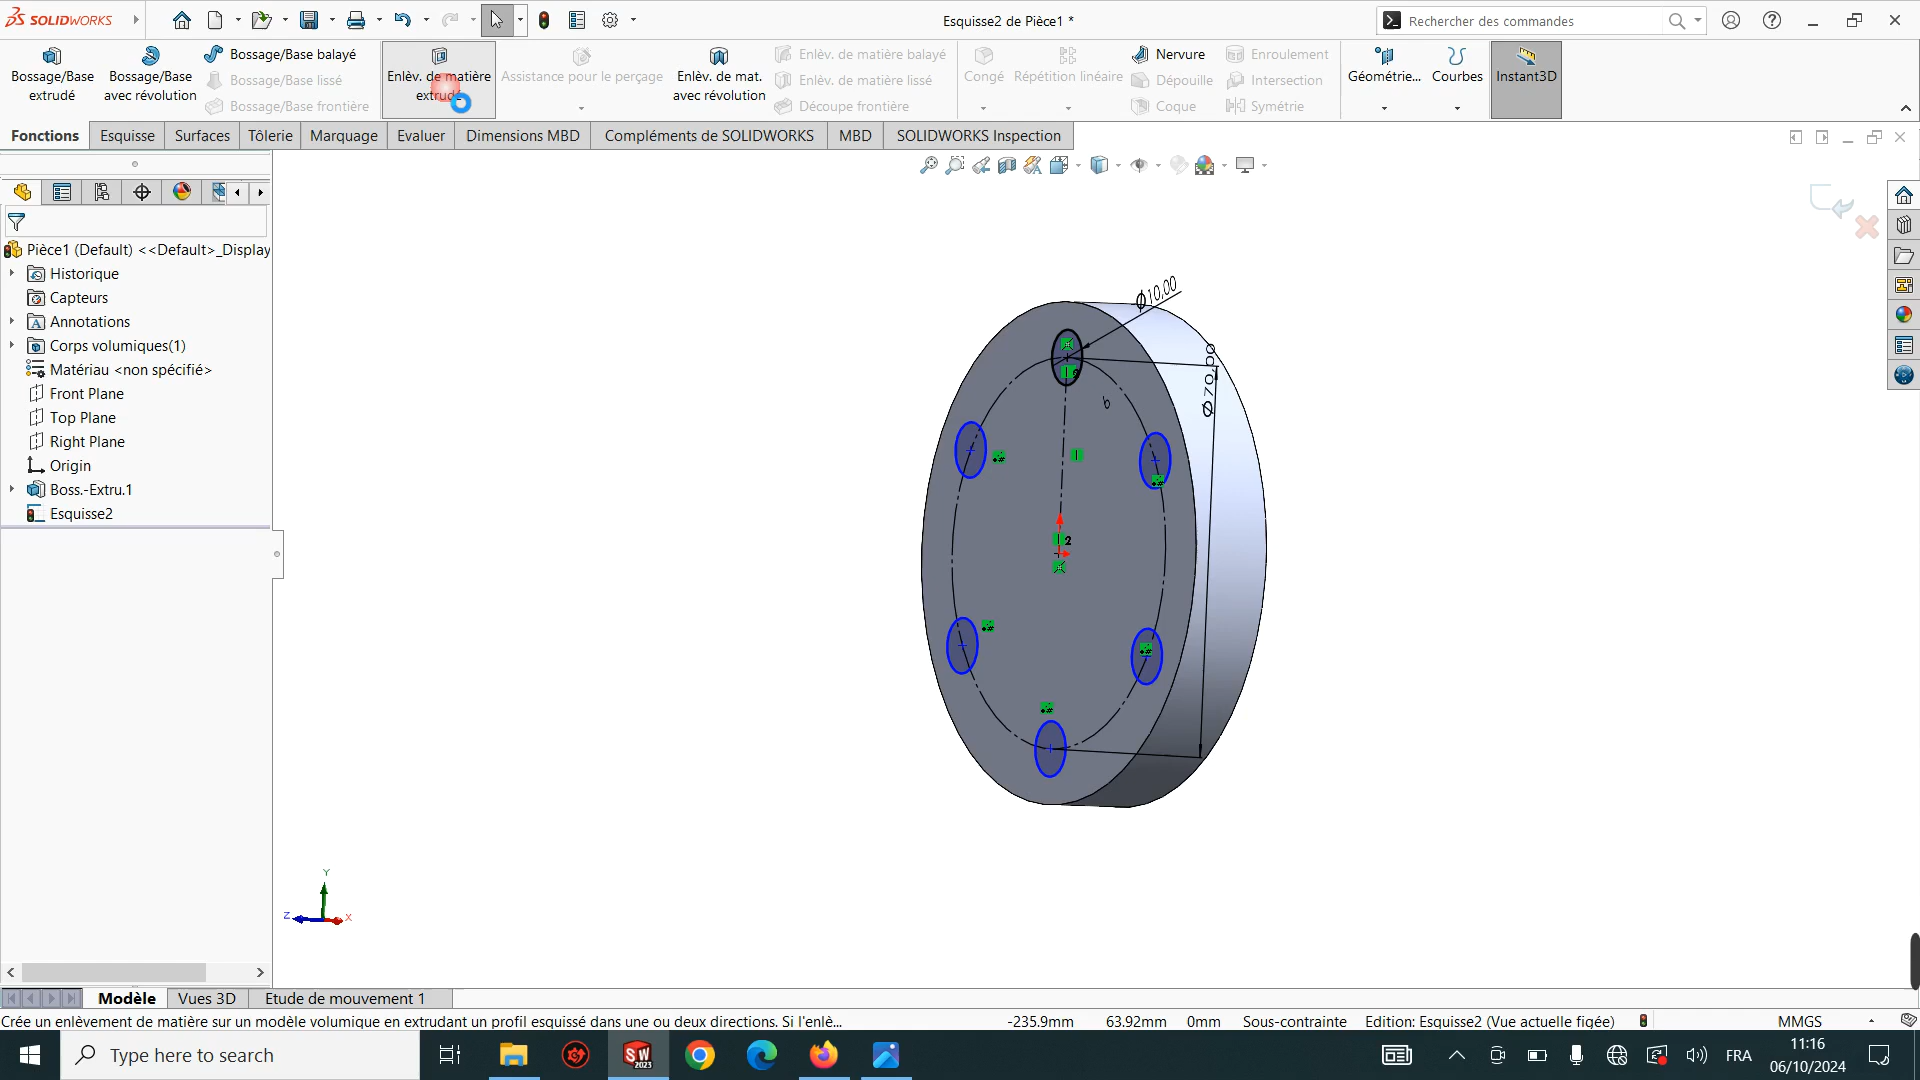 SOLIDWORKS
Esquisse2 de Pièce1 *
Rechercher des commandes
Bossage/Base
extrudé
Bossage/Base
avec révolution
Bossage/Base balayé
Bossage/Base lissé
Bossage/Base frontière
Enlèv. de matière
extrudé
Assistance pour le perçage
Enlèv. de mat.
avec révolution
Enlèv. de matière balayé
Enlèv. de matière lissé
Découpe frontière
Congé
Répétition linéaire
Nervure
Dépouille
Coque
Enroulement
Intersection
Symétrie
Géométrie...
Courbes
Instant3D
Fonctions
Esquisse
Surfaces
Tôlerie
Marquage
Evaluer
Dimensions MBD
Compléments de SOLIDWORKS
MBD
SOLIDWORKS Inspection
Pièce1 (Default) <<Default>_Display
Historique
Capteurs
Annotations
Corps volumiques(1)
Matériau <non spécifié>
Front Plane
Top Plane
Right Plane
Origin
Boss.-Extru.1
Esquisse2
ϕ10,00
Ø70,00
6
2
Y
Z
X
Modèle
Vues 3D
Etude de mouvement 1
Crée un enlèvement de matière sur un modèle volumique en extrudant un profil esquissé dans une ou deux directions. Si l'enlè...
-235.9mm
63.92mm
0mm
Sous-contrainte
Edition: Esquisse2 (Vue actuelle figée)
MMGS
Type here to search
SW
2023
FRA
11:16
06/10/2024